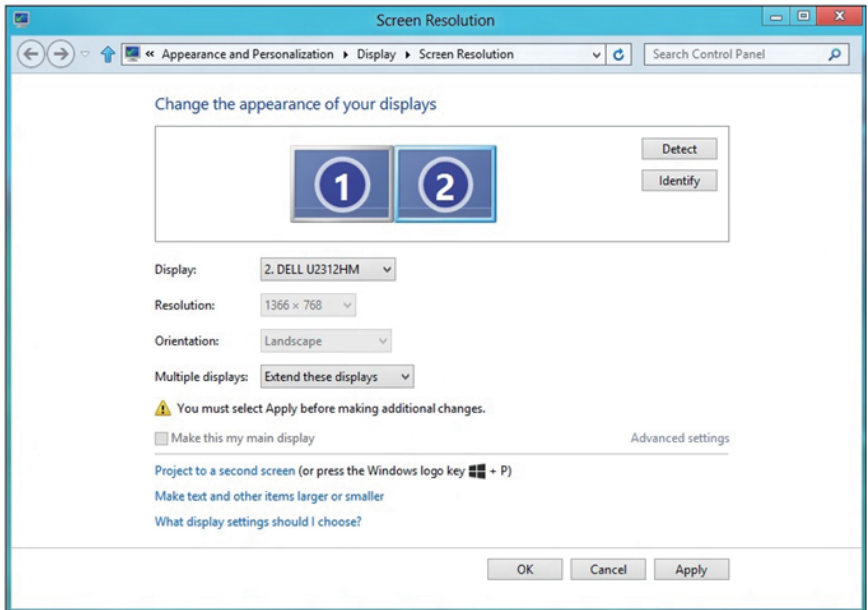 Screen Resolution
« Appearance and Personalization ▸ Display ▸ Screen Resolution
Search Control Panel
Change the appearance of your displays
1 2
Detect
Identify
Display: 2. DELL U2312HM
Resolution: 1366 × 768
Orientation: Landscape
Multiple displays: Extend these displays
You must select Apply before making additional changes.
Make this my main display Advanced settings
Project to a second screen (or press the Windows logo key + P)
Make text and other items larger or smaller
What display settings should I choose?
OK Cancel Apply